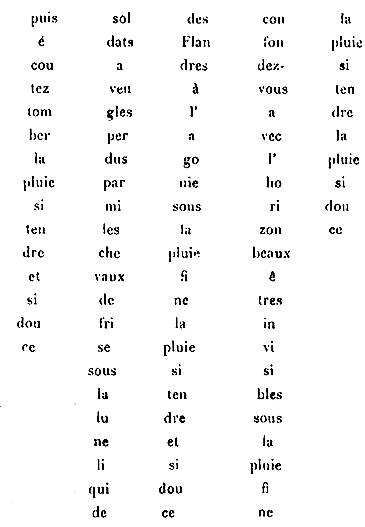 puis é cou tez tom ber la pluie si ten dre et si dou ce
sol dats a veu gles per dus par mi les che vaux de fri se sous la lu ne li qui de
des Flan dres à l' a go nie sous la pluie fi ne la pluie si ten dre et si dou ce
con fon dez- vous a vec l' ho ri zon beaux ê tres in vi si bles sous la pluie fi ne
la pluie si ten dre la pluie si dou ce